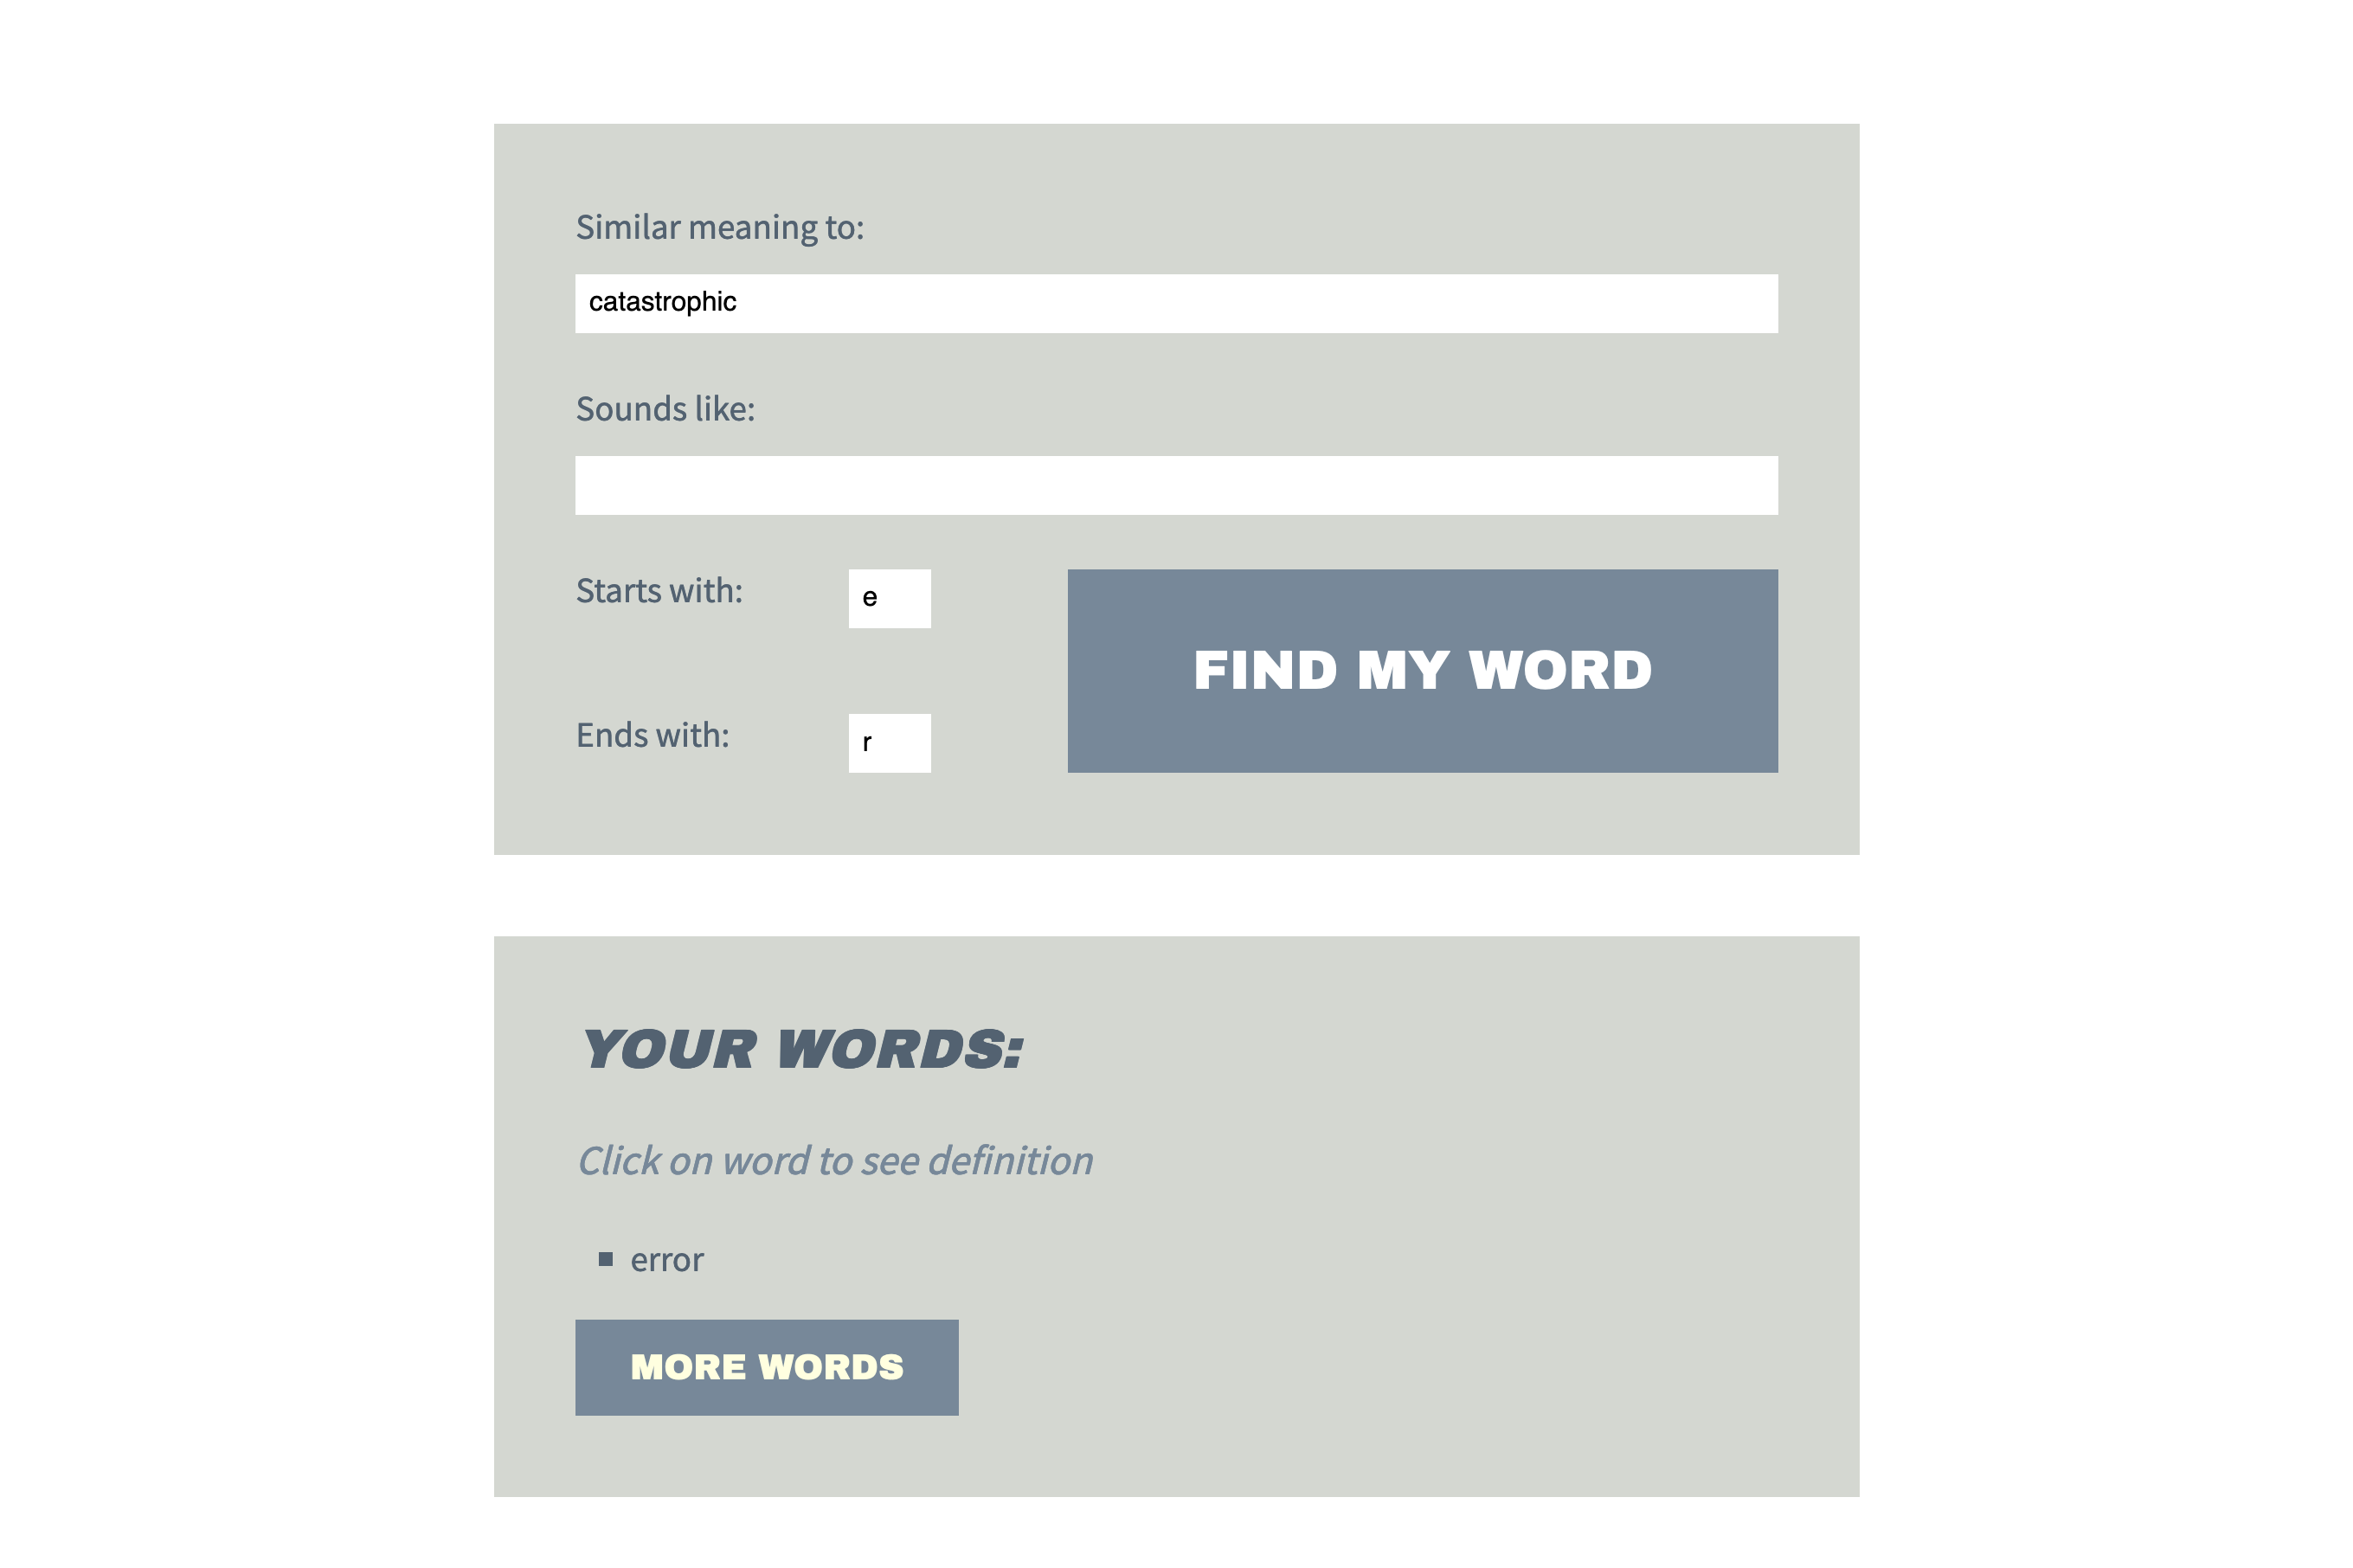 Similar meaning to:
catastrophic
Sounds like:
Starts with:
e
FIND MY WORD
Ends with:
r
YOUR WORDS:
Click on word to see definition
error
MORE WORDS